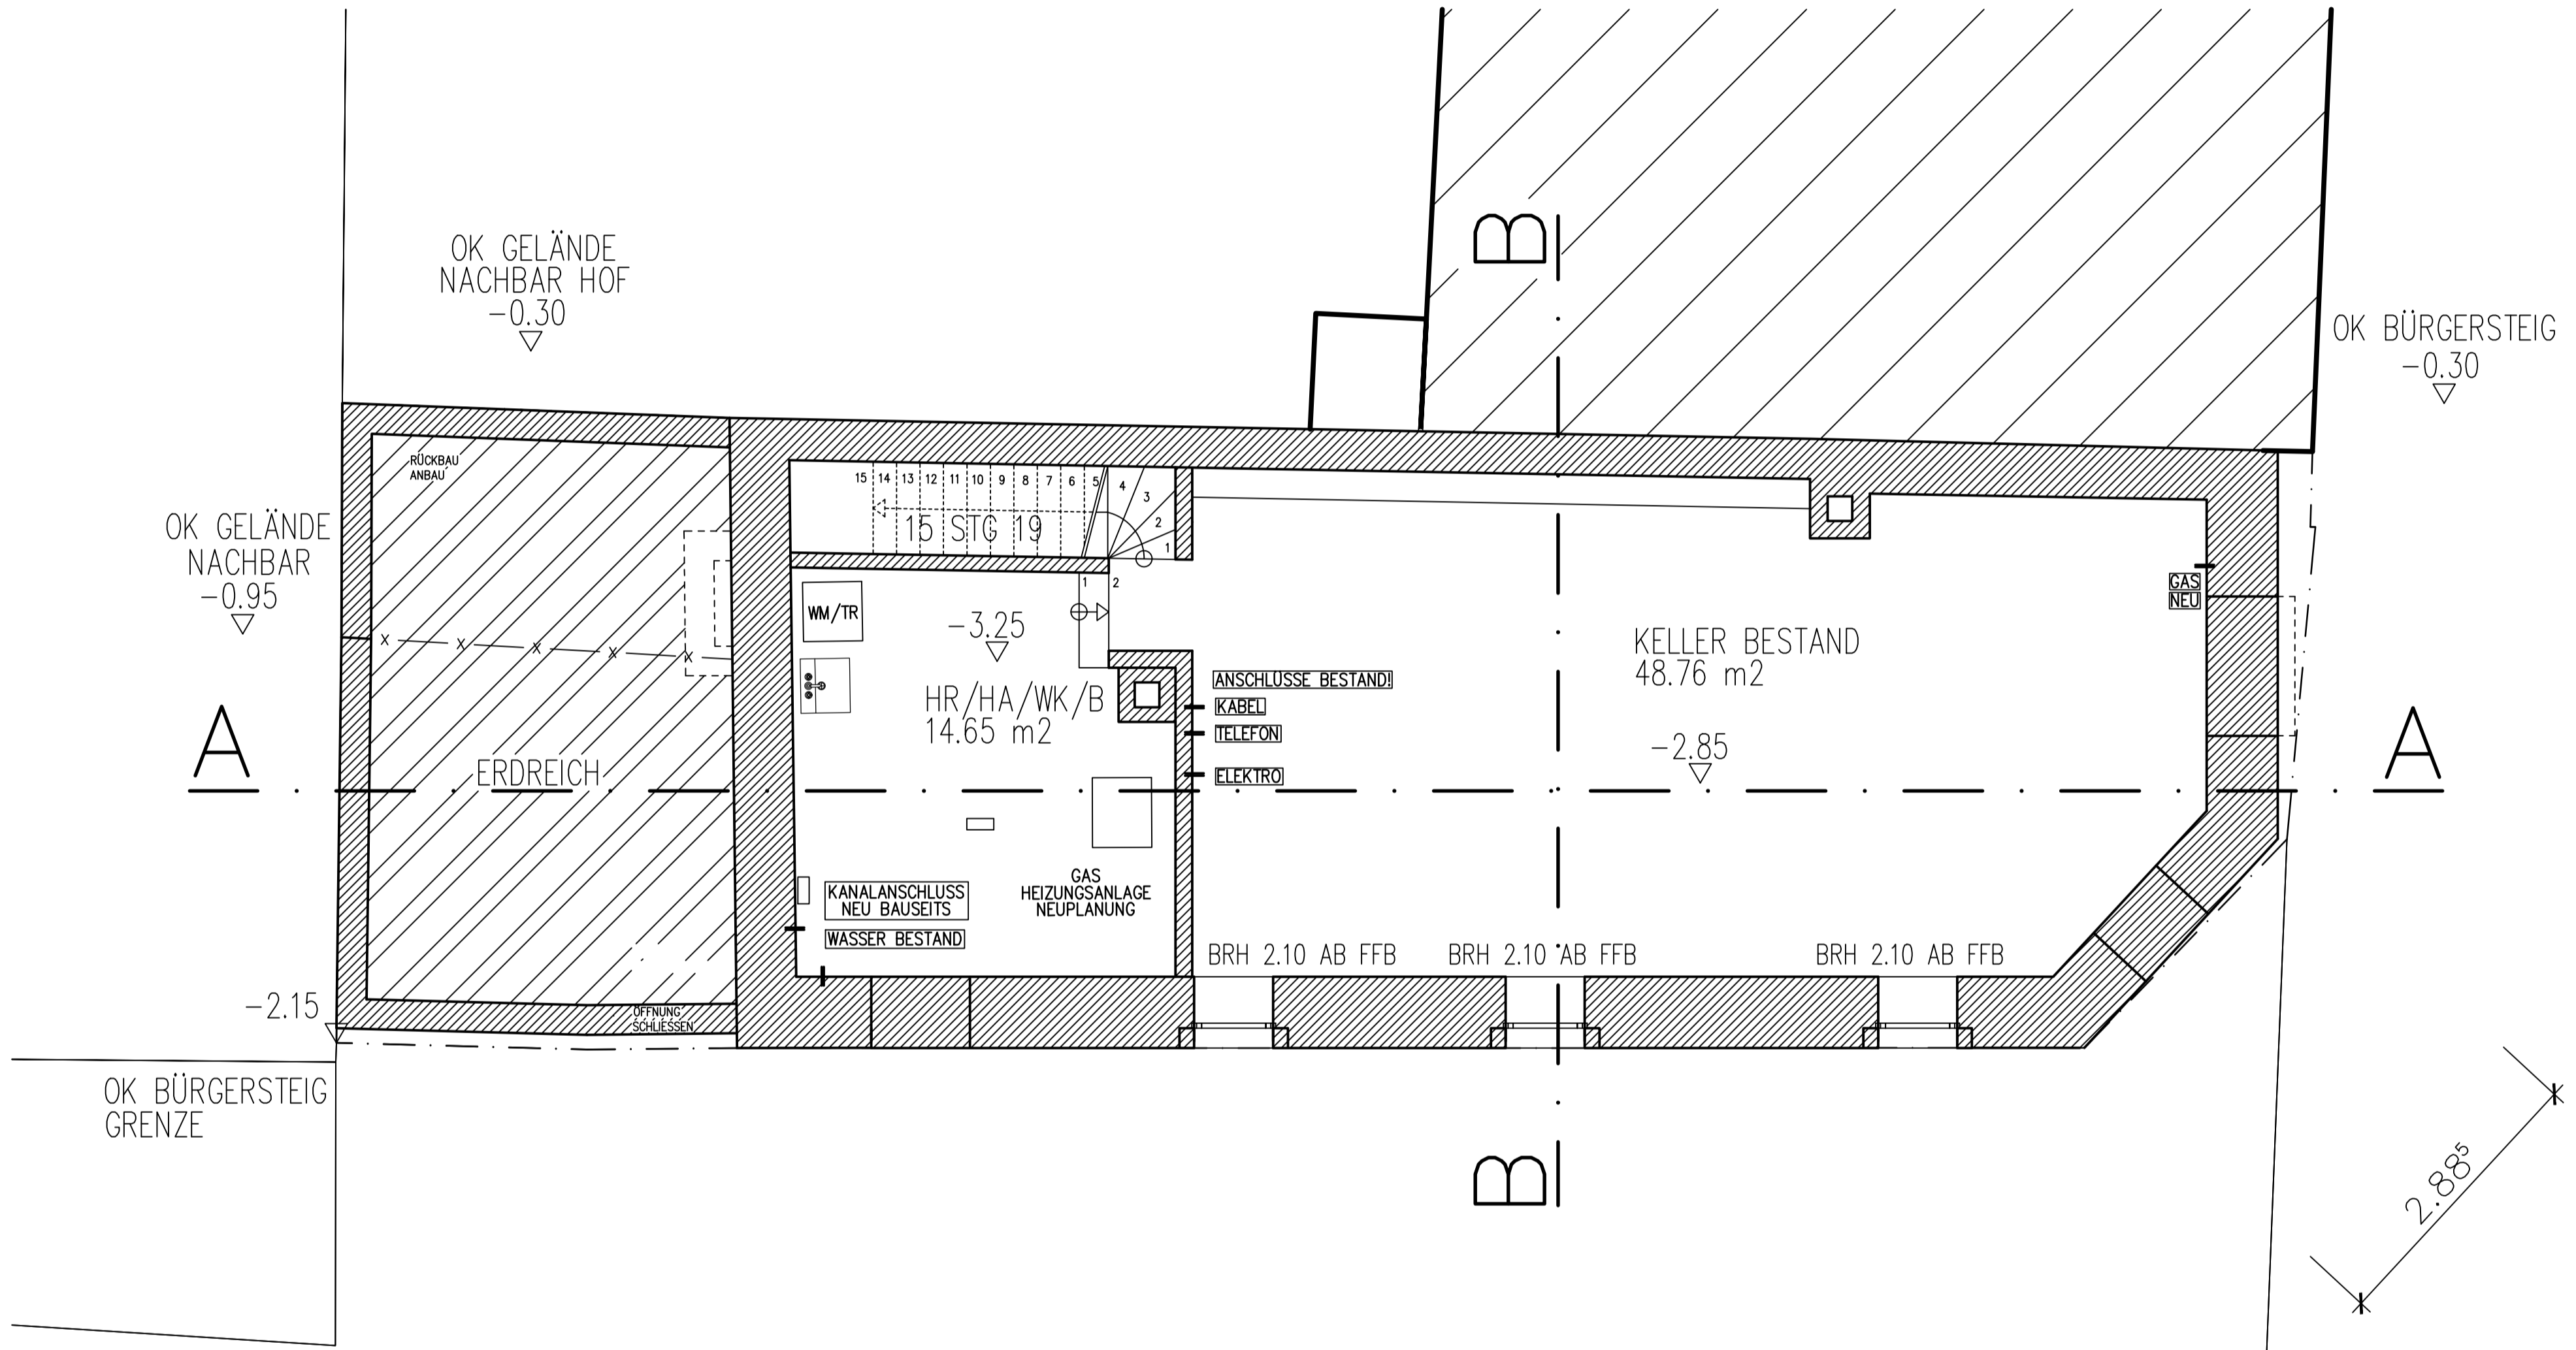 B
OK GELÄNDE
NACHBAR HOF
-0.30
OK BÜRGERSTEIG
-0.30
RÜCKBAU
ANBAU
15 14 13 12 11 10 9 8 7 6 5 4 3 2 1
15 STG 19
OK GELÄNDE
NACHBAR
-0.95
WM/TR
1 2
-3.25
HR/HA/WK/B
14.65 m2
GAS
NEU
KELLER BESTAND
48.76 m2
ANSCHLÜSSE BESTAND!
KABEL
TELEFON
ELEKTRO
-2.85
A
A
ERDREICH
GAS
HEIZUNGSANLAGE
NEUPLANUNG
KANALANSCHLUSS
NEU BAUSEITS
WASSER BESTAND
BRH 2.10 AB FFB
BRH 2.10 AB FFB
BRH 2.10 AB FFB
-2.15
ÖFFNUNG
SCHLIESSEN
OK BÜRGERSTEIG
GRENZE
B
2.88⁵